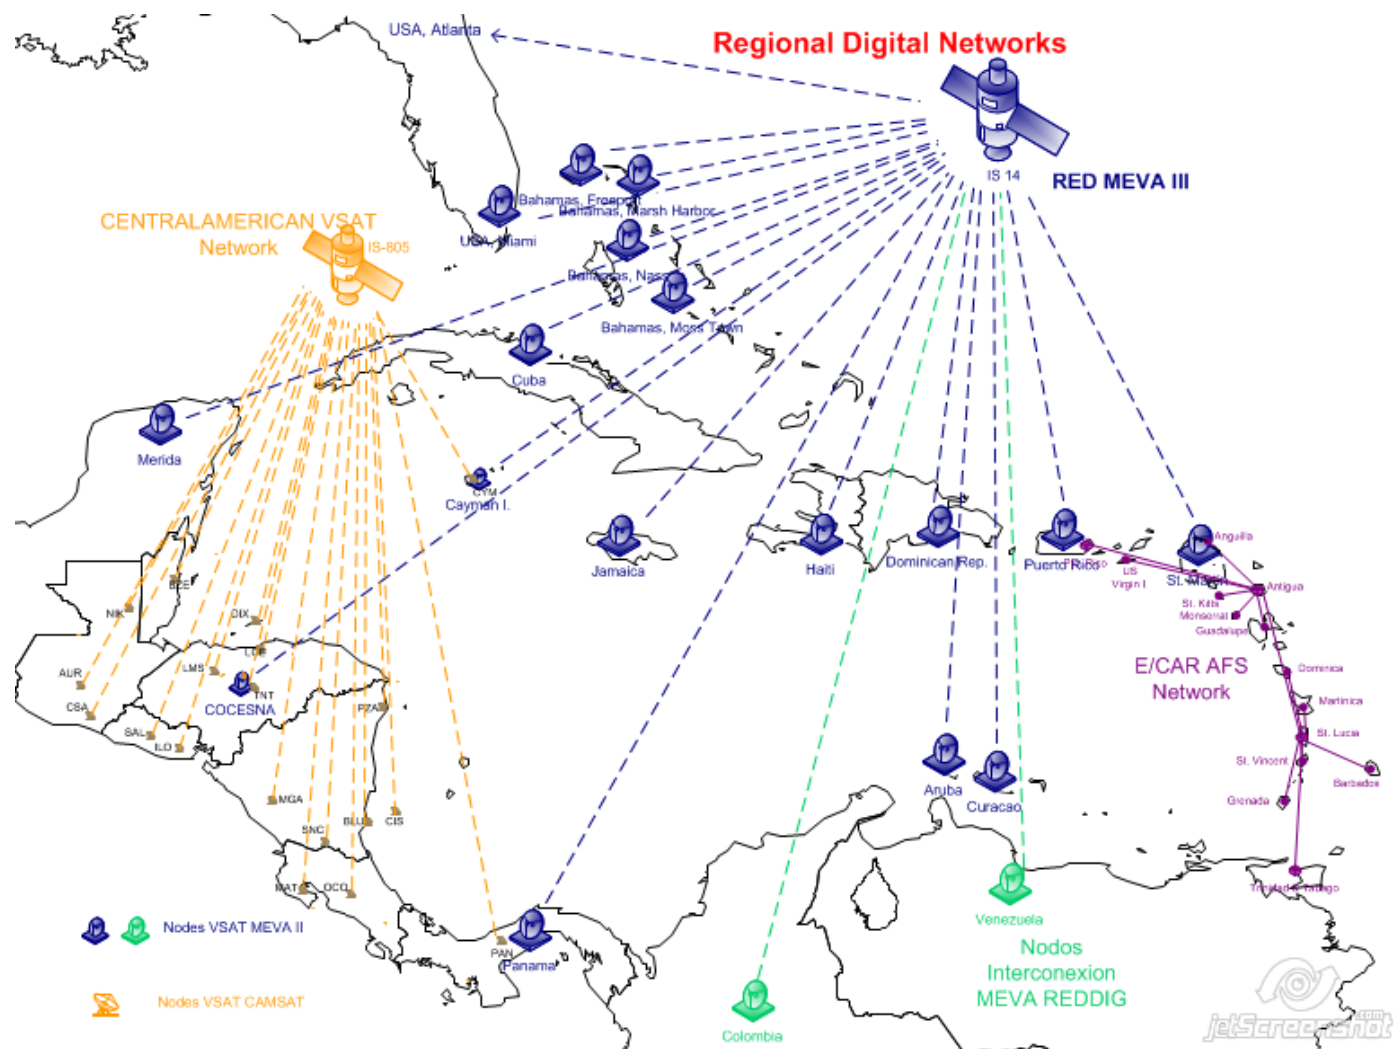 USA, Atlanta
Regional Digital Networks
IS 14
RED MEVA III
Bahamas, Freeport
Bahamas, Marsh Harbor
CENTRALAMERICAN VSAT
Network
IS-805
USA, Miami
Bahamas, Nass
Bahamas, Moss Town
Cuba
Merida
CYM
Cayman I.
Jamaica
Haiti
Dominican Rep.
Puerto Rico
St. Martin
Anguilla
US
Virgin I
Antigua
St. Kitts
Monserrat
Guadalupe
BZE
NIK
DIX
LCE
LMS
TNT
AUR
CSA
COCESNA
PZA
SAL
ILO
E/CAR AFS
Network
Dominica
Martinica
St. Lucia
St. Vincent
Barbados
Grenada
Aruba
Curacao
MGA
SNC
BLU
CIS
MAT
OCO
Trinidad & Tabago
Venezuela
Nodes VSAT MEVA II
PAN
Panama
Nodos
Interconexion
MEVA REDDIG
Nodes VSAT CAMSAT
Colombia
jetScreenshot
.com